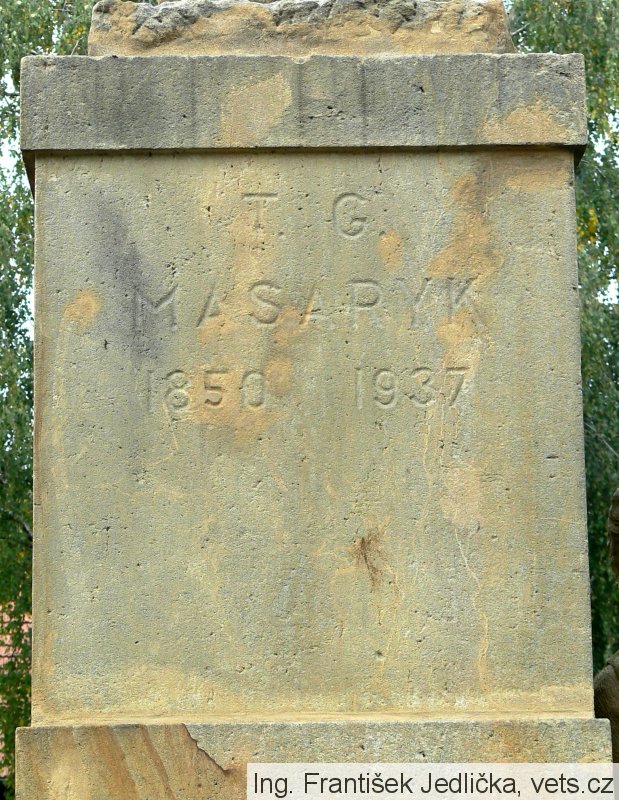 T. G.
MASARYK
1850 1937
Ing. František Jedlička, vets.cz